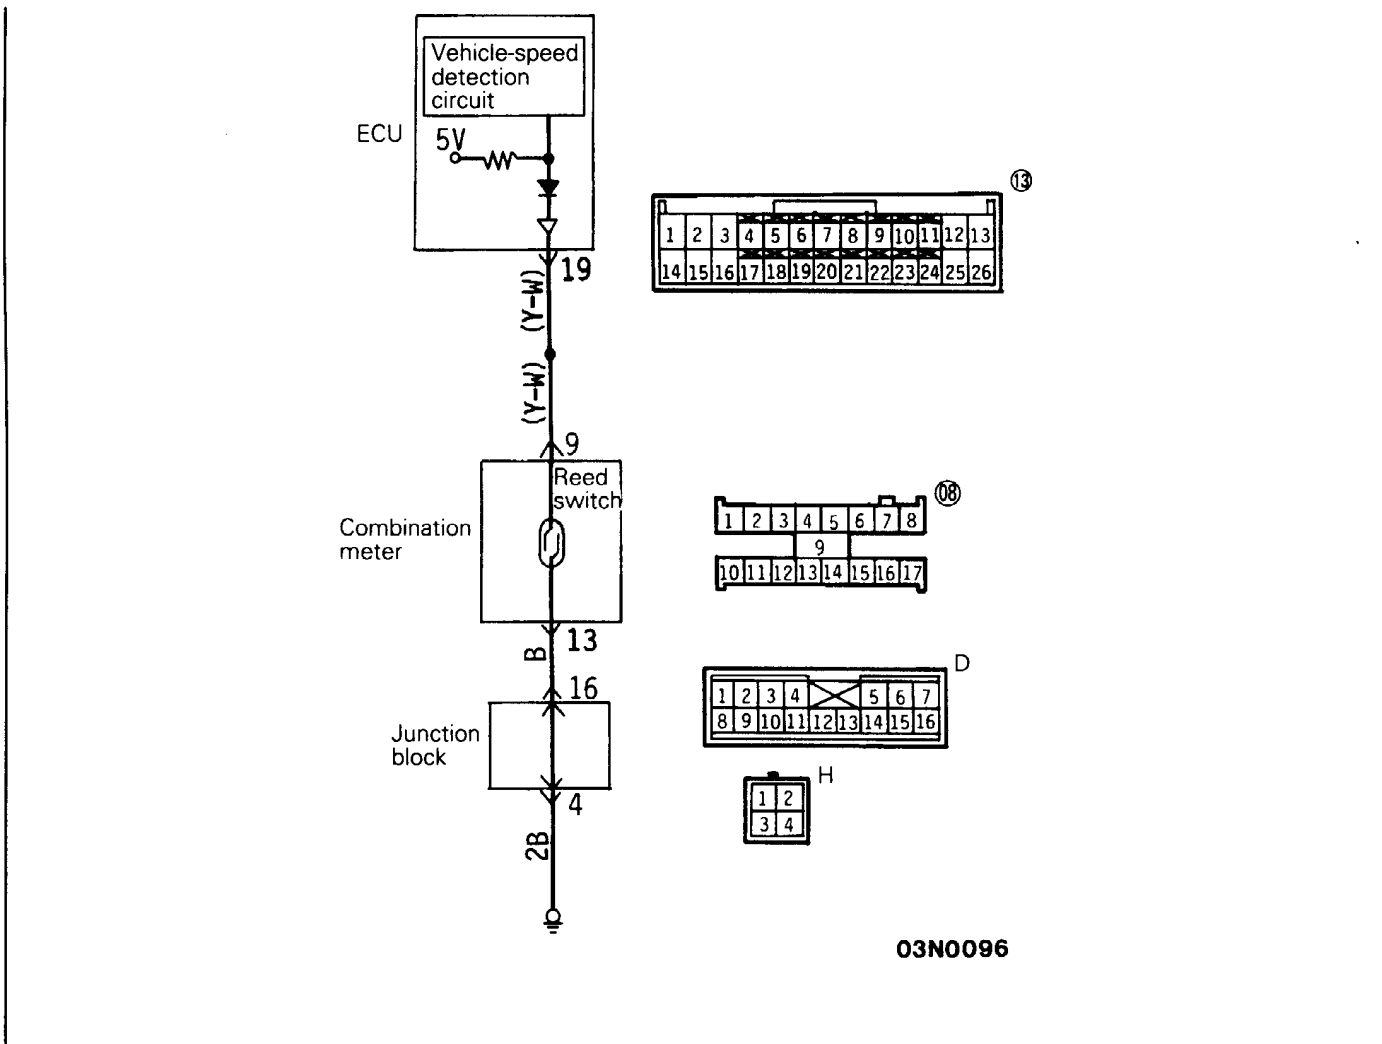 Vehicle-speed
detection
circuit
ECU
5V
19
(Y-W)
(Y-W)
9
Reed
switch
Combination
meter
13
B
16
Junction
block
4
2B
13
1 2 3 4 5 6 7 8 9 10 11 12 13
14 15 16 17 18 19 20 21 22 23 24 25 26
08
1 2 3 4 5 6 7 8
9
10 11 12 13 14 15 16 17
D
1 2 3 4 5 6 7
8 9 10 11 12 13 14 15 16
H
1 2
3 4
03N0096